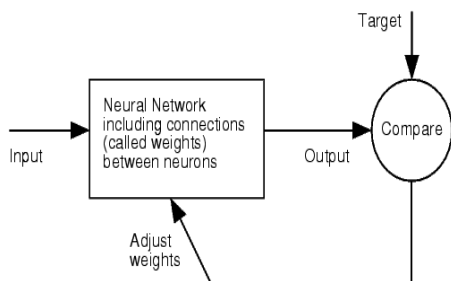 Target
Neural Network
including connections
(called weights)
between neurons
Compare
Input
Output
Adjust
weights